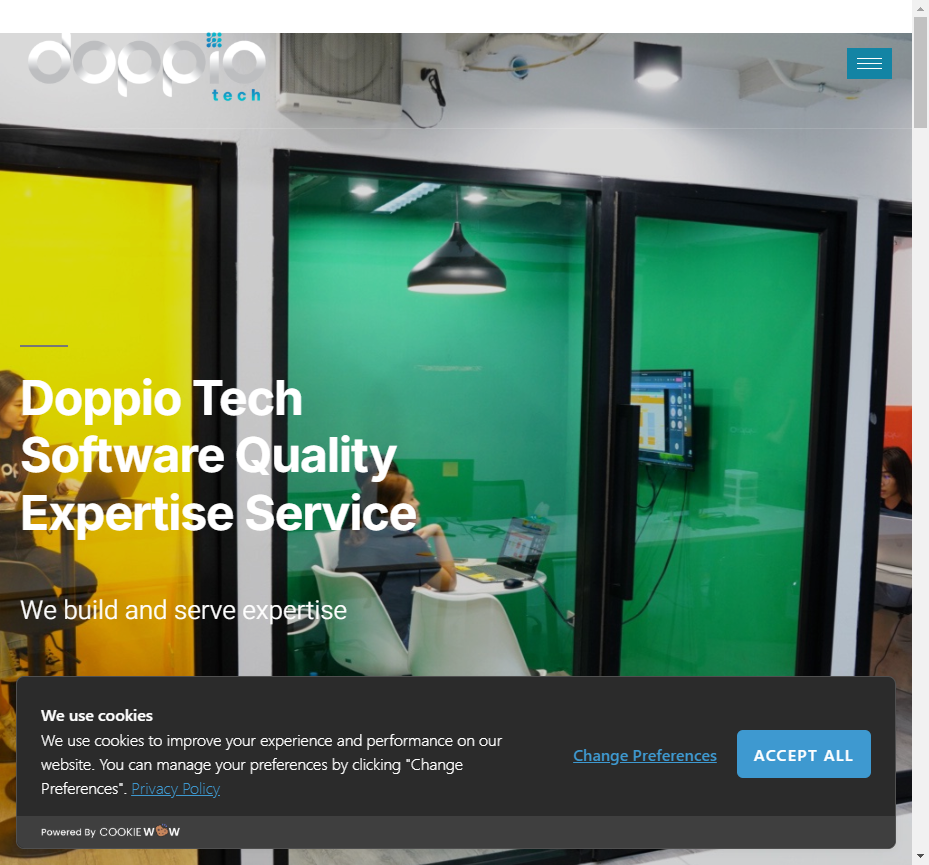 doppio
tech
Doppio Tech
Software Quality
Expertise Service
We build and serve expertise
We use cookies
We use cookies to improve your experience and performance on our
website. You can manage your preferences by clicking "Change
Preferences". Privacy Policy
Change Preferences
ACCEPT ALL
Powered By COOKIE WOW